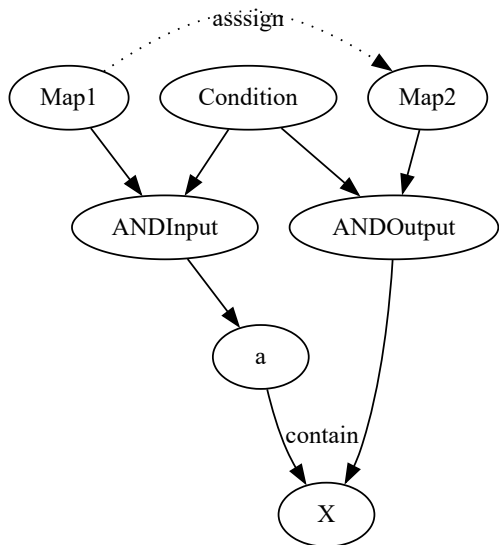 asssign
Map1
Condition
Map2
ANDInput
ANDOutput
a
contain
X